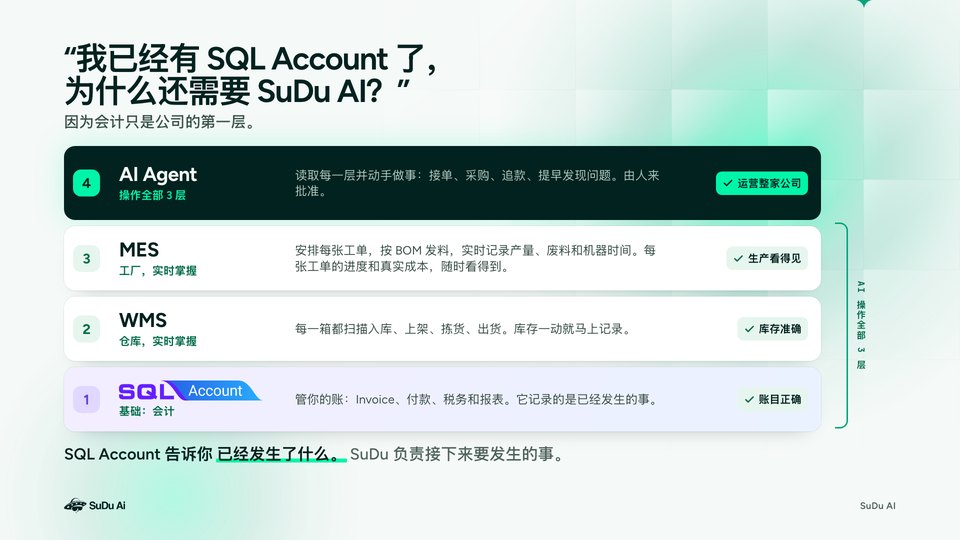 “我已经有 SQL Account 了，
为什么还需要 SuDu AI？”
因为会计只是公司的第一层。
4
AI Agent
操作全部 3 层
读取每一层并动手做事：接单、采购、追款、提早发现问题。由人来
批准。
运营整家公司
3
MES
工厂，实时掌握
安排每张工单，按 BOM 发料，实时记录产量、废料和机器时间。每
张工单的进度和真实成本，随时看得到。
生产看得见
2
WMS
仓库，实时掌握
每一箱都扫描入库、上架、拣货、出货。库存一动就马上记录。
库存准确
1
SQL Account
基础：会计
管你的账：Invoice、付款、税务和报表。它记录的是已经发生的事。
账目正确
AI 操作全部 3 层
SQL Account 告诉你 已经发生了什么。 SuDu 负责接下来要发生的事。
SuDu Ai
SuDu AI